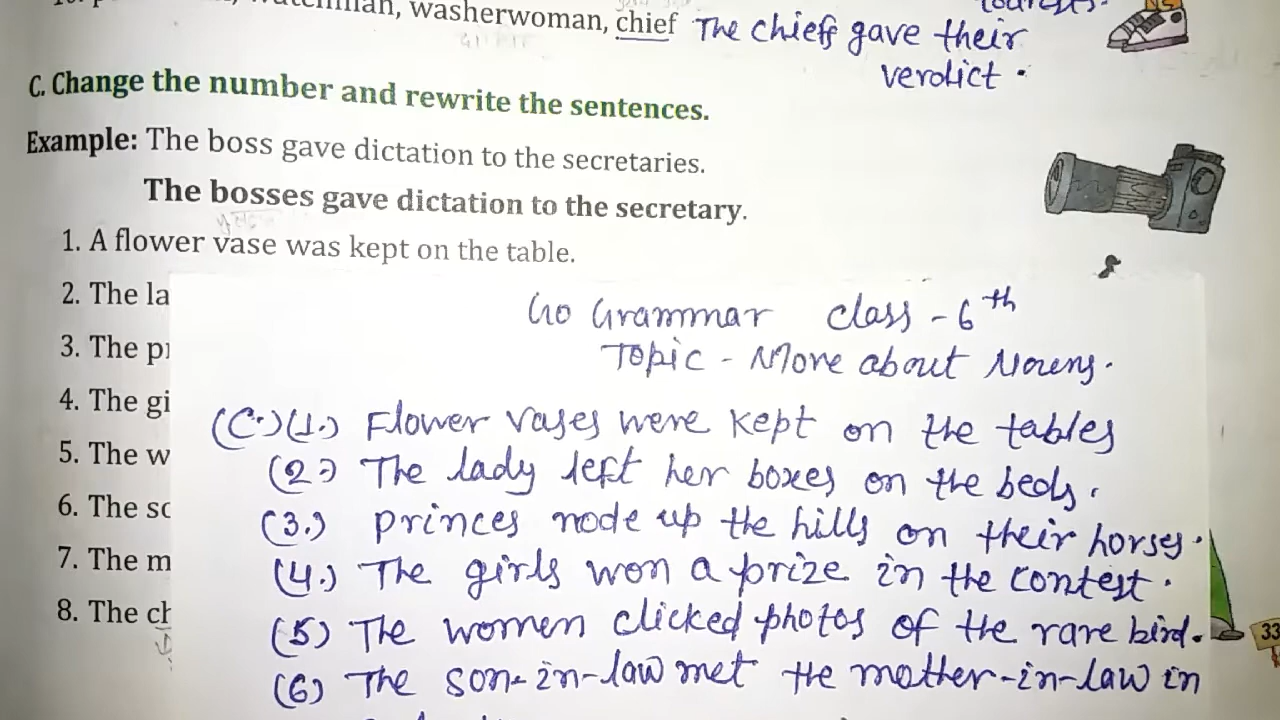 washerwoman, chief The chiefs gave their
verdict.
C. Change the number and rewrite the sentences.
Example: The boss gave dictation to the secretaries.
The bosses gave dictation to the secretary.
1. A flower vase was kept on the table.
2. The la
Go Grammar class - 6th
3. The pr
Topic - More about Nouns.
4. The gi
(C.) (1.) Flower vases were kept on the tables
5. The w
(2.) The lady left her boxes on the beds.
6. The so
(3.) princes rode up the hills on their horses.
7. The m
(4.) The girls won a prize in the contest.
8. The ch
(5) The women clicked photos of the rare bird.
33
(6) The son-in-law met the mother-in-law in